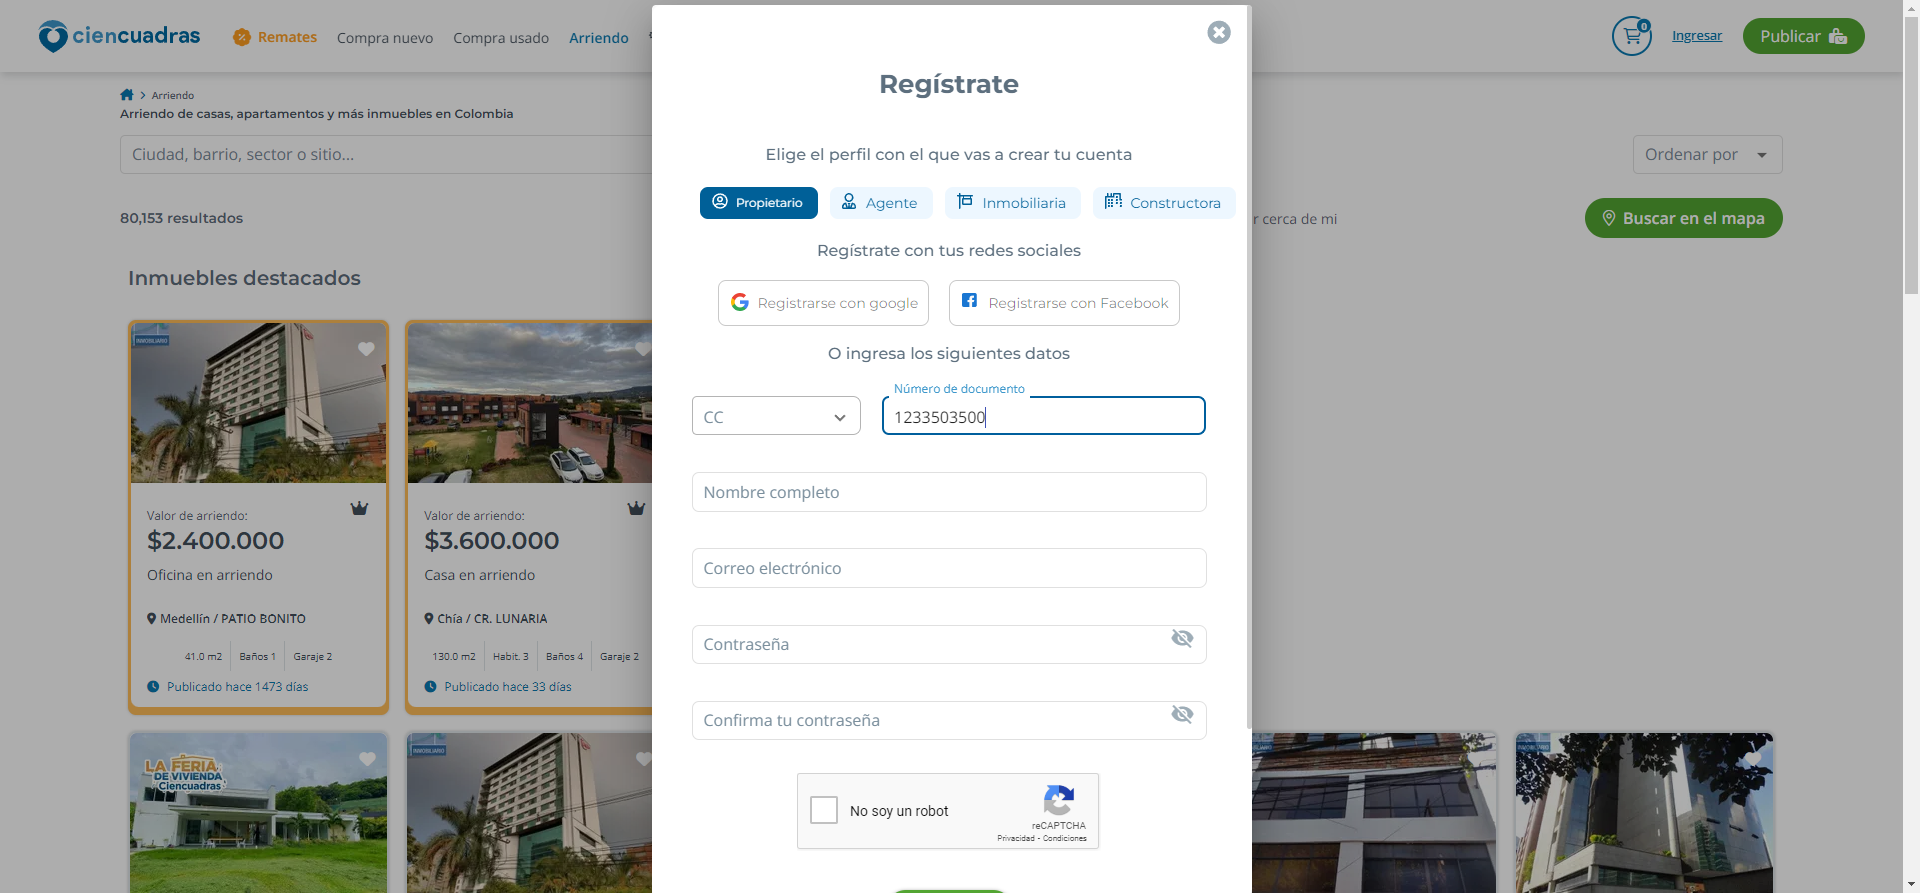 ciencuadras
Remates
Compra nuevo
Compra usado
Arriendo
0
Ingresar
Publicar
Arriendo
Arriendo de casas, apartamentos y más inmuebles en Colombia
Ciudad, barrio, sector o sitio...
Ordenar por
80,153 resultados
r cerca de mi
Buscar en el mapa
Inmuebles destacados
INMOBILIARIO
Valor de arriendo:
$2.400.000
Oficina en arriendo
Medellín / PATIO BONITO
41.0 m2
Baños 1
Garaje 2
Publicado hace 1473 días
Valor de arriendo:
$3.600.000
Casa en arriendo
Chía / CR. LUNARIA
130.0 m2
Habit. 3
Baños 4
Garaje 2
Publicado hace 33 días
LA FERIA
DE VIVIENDA
Ciencuadras
INMOBILIARIO
INMOBILIARIO
INMOBILIARIO
Regístrate
Elige el perfil con el que vas a crear tu cuenta
Propietario
Agente
Inmobiliaria
Constructora
Regístrate con tus redes sociales
Registrarse con google
Registrarse con Facebook
O ingresa los siguientes datos
CC
Número de documento
1233503500
Nombre completo
Correo electrónico
Contraseña
Confirma tu contraseña
No soy un robot
reCAPTCHA
Privacidad - Condiciones